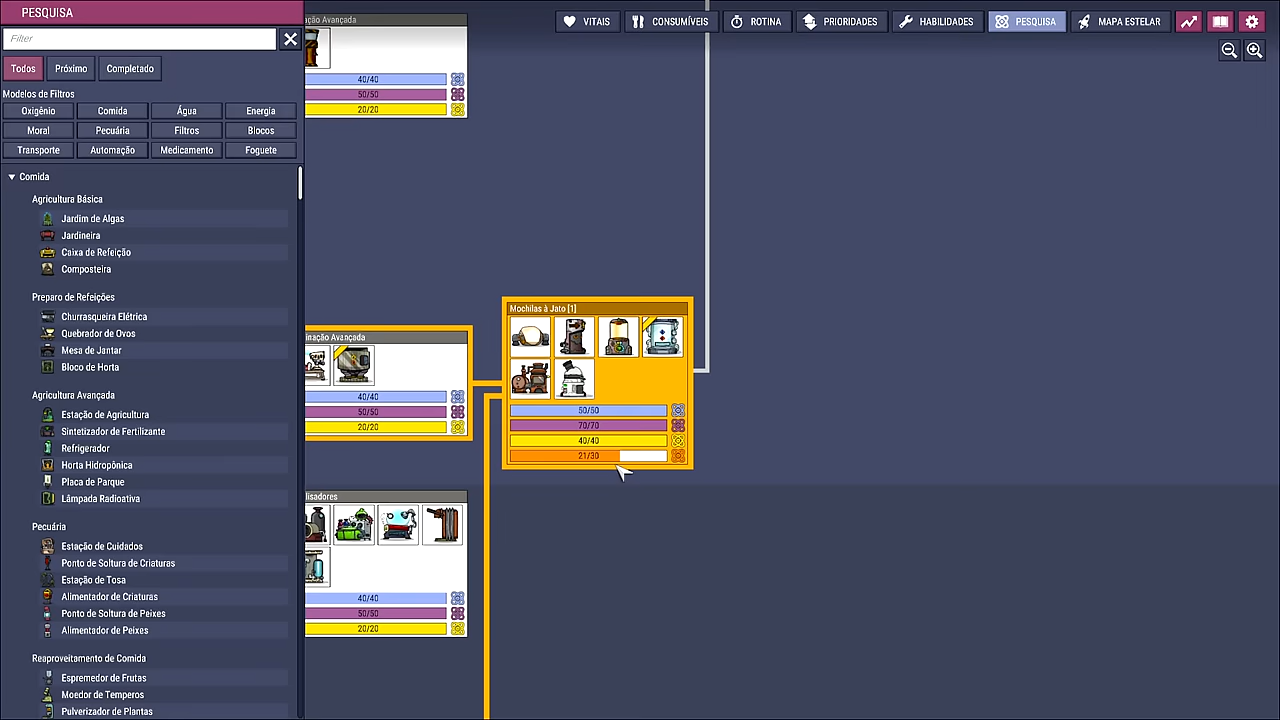 PESQUISA
VITAIS
CONSUMÍVEIS
ROTINA
PRIORIDADES
HABILIDADES
PESQUISA
MAPA ESTELAR
Filter
Todos
Próximo
Completado
Modelos de Filtros
Oxigênio
Comida
Água
Energia
Moral
Pecuária
Filtros
Blocos
Transporte
Automação
Medicamento
Foguete
Comida
Agricultura Básica
Jardim de Algas
Jardineira
Caixa de Refeição
Composteira
Preparo de Refeições
Churrasqueira Elétrica
Quebrador de Ovos
Mesa de Jantar
Bloco de Horta
Agricultura Avançada
Estação de Agricultura
Sintetizador de Fertilizante
Refrigerador
Horta Hidropônica
Placa de Parque
Lâmpada Radioativa
Pecuária
Estação de Cuidados
Ponto de Soltura de Criaturas
Estação de Tosa
Alimentador de Criaturas
Ponto de Soltura de Peixes
Alimentador de Peixes
Reaproveitamento de Comida
Espremedor de Frutas
Moedor de Temperos
Pulverizador de Plantas
ação Avançada
40/40
50/50
20/20
inação Avançada
40/40
50/50
20/20
lisadores
40/40
50/50
20/20
Mochilas à Jato [1]
50/50
70/70
40/40
21/30